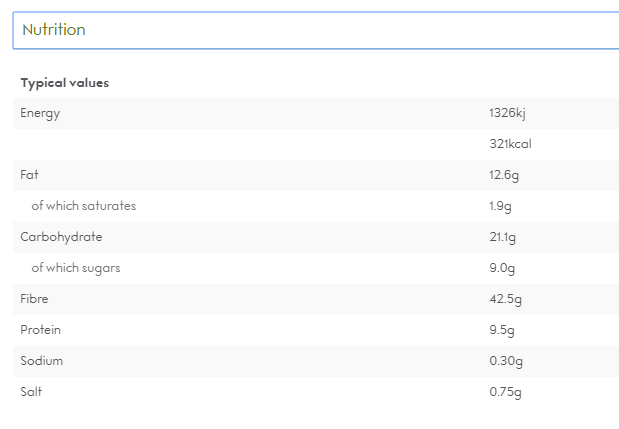 Nutrition
Typical values
Energy 1326kj
321kcal
Fat 12.6g
of which saturates 1.9g
Carbohydrate 21.1g
of which sugars 9.0g
Fibre 42.5g
Protein 9.5g
Sodium 0.30g
Salt 0.75g